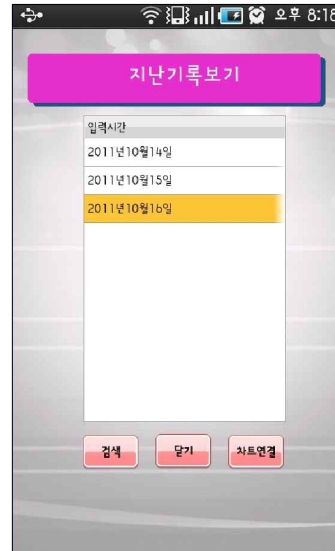 오후 8:18
지난기록보기
입력시간
2011년10월14일
2011년10월15일
2011년10월16일
검색
닫기
차트연결